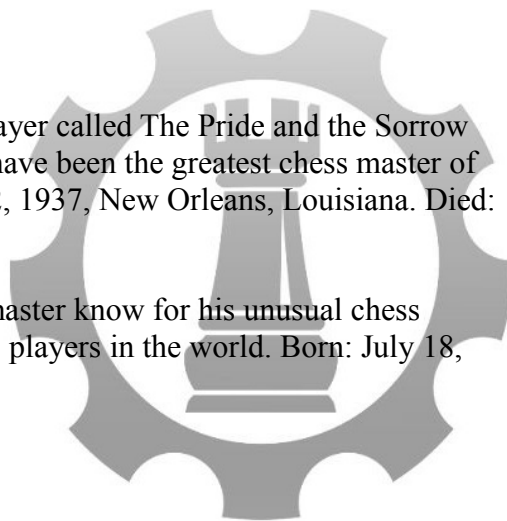 ayer called The Pride and the Sorrow
have been the greatest chess master of
, 1937, New Orleans, Louisiana. Died:
master know for his unusual chess
players in the world. Born: July 18,